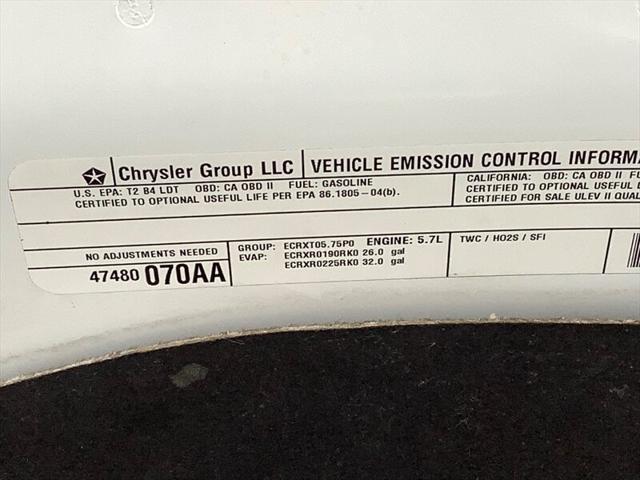 Chrysler Group LLC VEHICLE EMISSION CONTROL
U.S. EPA: T2 B4 LDT OBD: CA OBD II FUEL: GASOLINE
CERTIFIED TO OPTIONAL USEFUL LIFE PER EPA 86.1805-04(b).
CALIFORNIA: OBD: CA OBD II
CERTIFIED TO OPTIONAL USEFUL
CERTIFIED FOR SALE ULEV II
NO ADJUSTMENTS NEEDED
47480 070AA
GROUP: ECRXT05.75P0 ENGINE: 5.7L
EVAP: ECRXR0190RK0 26.0 gal
ECRXR0225RK0 32.0 gal
TWC / HO2S / SFI